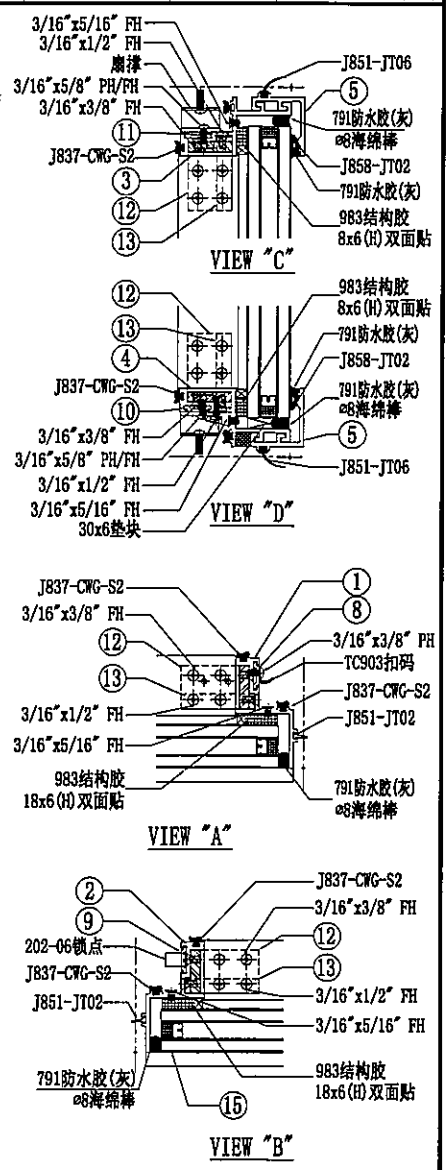 3/16"x5/16" FH
3/16"x1/2" FH
扇撑
3/16"x5/8" PH/FH
3/16"x3/8" FH
⑪
J837-CWG-S2
③
⑫
⑬
J851-JT06
⑤
791防水胶(灰)
ø8海绵棒
J858-JT02
791防水胶(灰)
983结构胶
8x6(H)双面贴
VIEW "C"
⑫
⑬
④
J837-CWG-S2
⑩
3/16"x3/8" FH
3/16"x5/8" PH/FH
3/16"x1/2" FH
3/16"x5/16" FH
30x6垫块
983结构胶
8x6(H)双面贴
791防水胶(灰)
J858-JT02
791防水胶(灰)
ø8海绵棒
⑤
J851-JT06
VIEW "D"
J837-CWG-S2
3/16"x3/8" FH
⑫
⑬
3/16"x1/2" FH
3/16"x5/16" FH
983结构胶
18x6(H)双面贴
①
⑧
3/16"x3/8" PH
TC903扣码
J837-CWG-S2
J851-JT02
791防水胶(灰)
ø8海绵棒
VIEW "A"
②
⑨
202-06锁点
J837-CWG-S2
J851-JT02
791防水胶(灰)
ø8海绵棒
⑮
J837-CWG-S2
3/16"x3/8" FH
⑫
⑬
3/16"x1/2" FH
3/16"x5/16" FH
983结构胶
18x6(H)双面贴
VIEW "B"